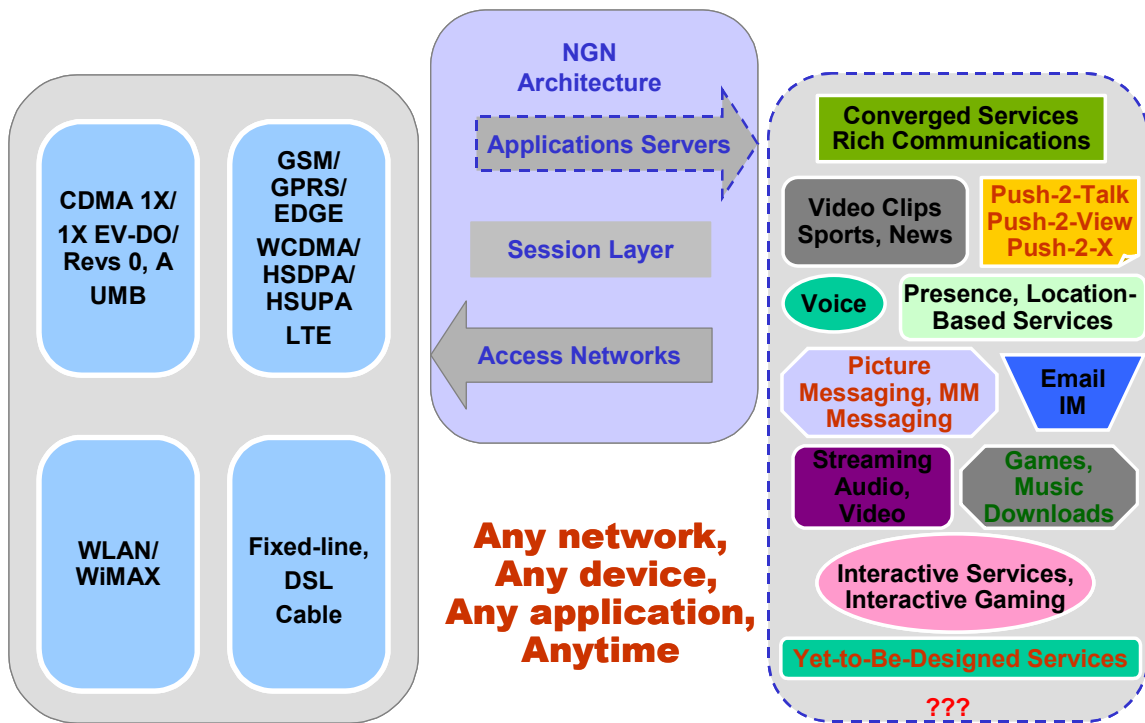 NGN
Architecture
Applications Servers
Session Layer
Access Networks
CDMA 1X/
1X EV-DO/
Revs 0, A
UMB
GSM/
GPRS/
EDGE
WCDMA/
HSDPA/
HSUPA
LTE
WLAN/
WiMAX
Fixed-line,
DSL
Cable
Any network,
Any device,
Any application,
Anytime
Converged Services
Rich Communications
Video Clips
Sports, News
Push-2-Talk
Push-2-View
Push-2-X
Voice
Presence, Location-
Based Services
Picture
Messaging, MM
Messaging
Email
IM
Streaming
Audio,
Video
Games,
Music
Downloads
Interactive Services,
Interactive Gaming
Yet-to-Be-Designed Services
???